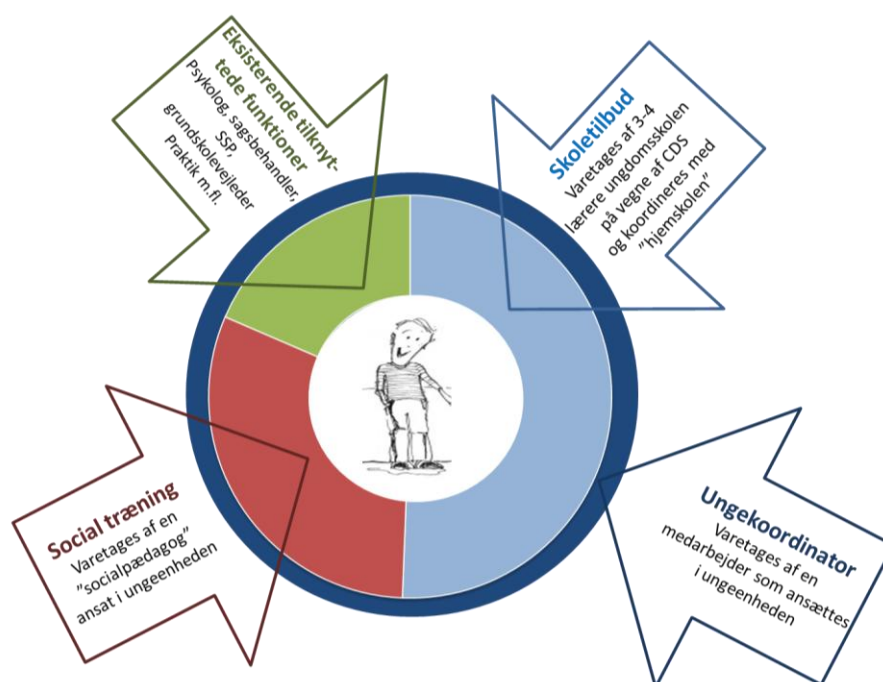 Eksisterende tilknyt-
tede funktioner
Psykolog, sagsbehandler,
SSP,
grundskolevejleder
Praktik m.fl.
Skoletilbud
Varetages af 3-4
lærere ungdomsskolen
på vegne af CDS
og koordineres med
”hjemskolen”
Social træning
Varetages af en
”socialpædagog”
ansat i ungeenheden
Ungekoordinator
Varetages af en
medarbejder som ansættes
i ungeenheden